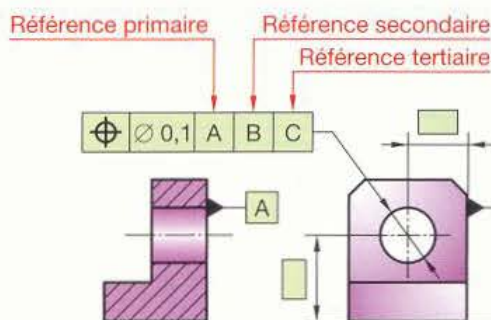 Référence primaire
Référence secondaire
Référence tertiaire
⌖ Ø 0,1 A B C
A